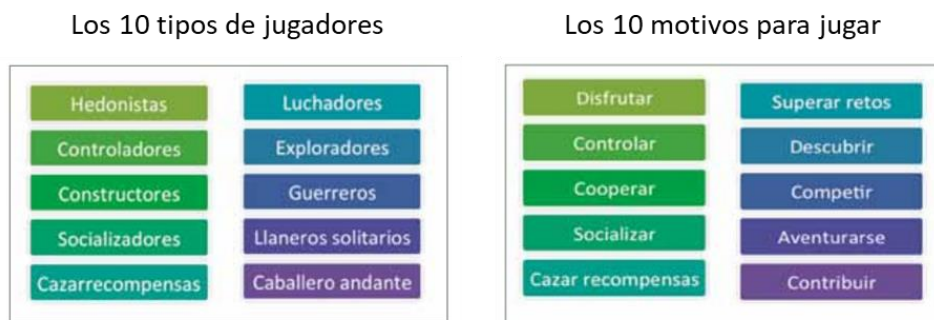 Los 10 tipos de jugadores
Hedonistas
Controladores
Constructores
Socializadores
Cazarrecompensas
Luchadores
Exploradores
Guerreros
Llaneros solitarios
Caballero andante
Los 10 motivos para jugar
Disfrutar
Controlar
Cooperar
Socializar
Cazar recompensas
Superar retos
Descubrir
Competir
Aventurarse
Contribuir